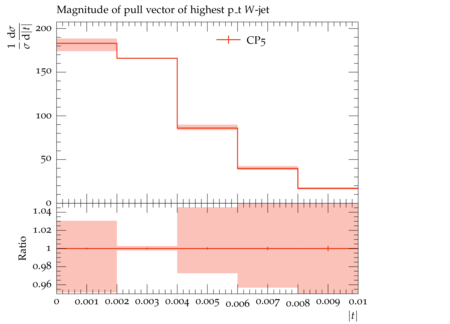 Magnitude of pull vector of highest p_t W-jet
1/σ dσ/d|t|
CP5
200
150
100
50
0
Ratio
1.04
1.02
1
0.98
0.96
0 0.001 0.002 0.003 0.004 0.005 0.006 0.007 0.008 0.009 0.01
|t|